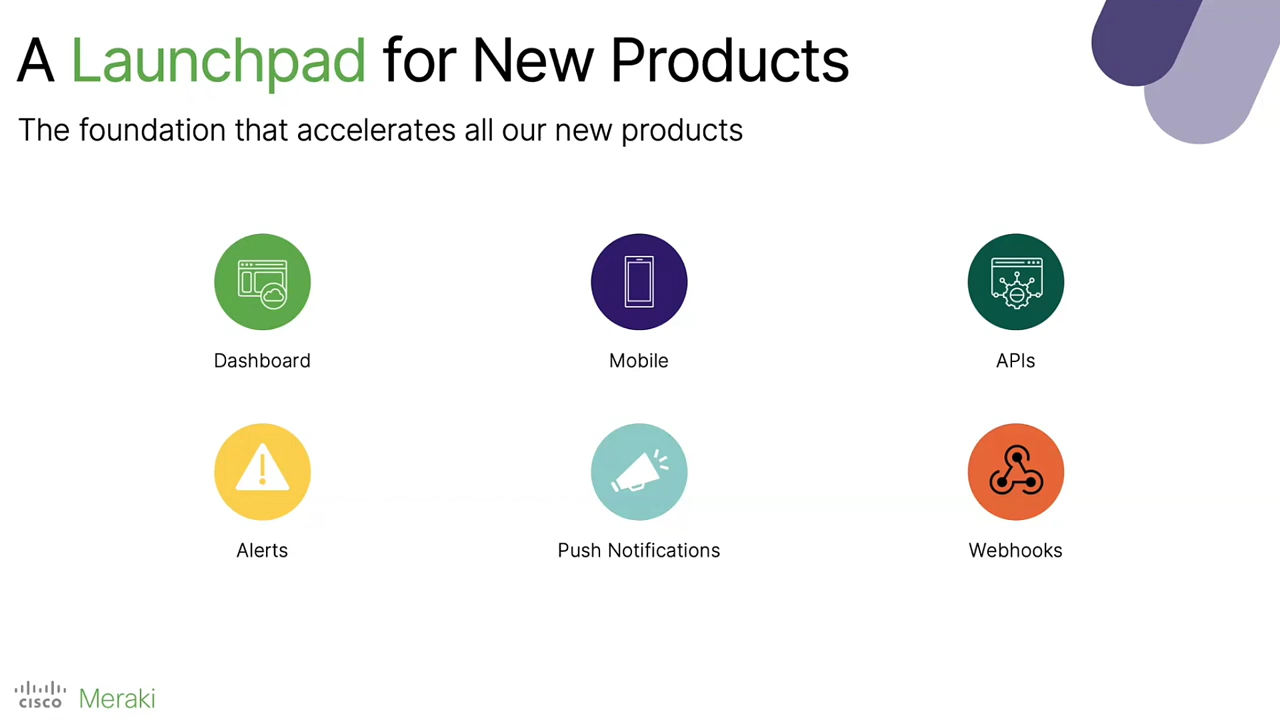 A Launchpad for New Products
The foundation that accelerates all our new products
Dashboard
Mobile
APIs
Alerts
Push Notifications
Webhooks
CISCO Meraki